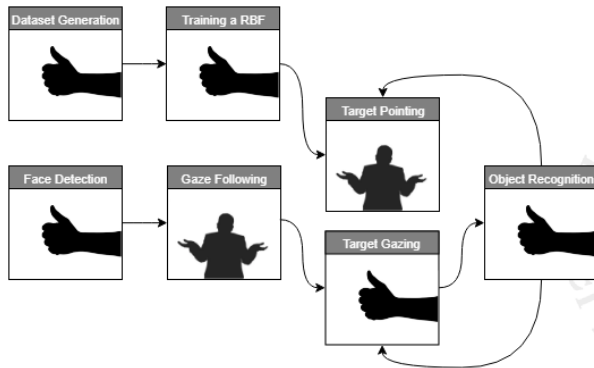 Dataset Generation
Training a RBF
Target Pointing
Face Detection
Gaze Following
Object Recognition
Target Gazing